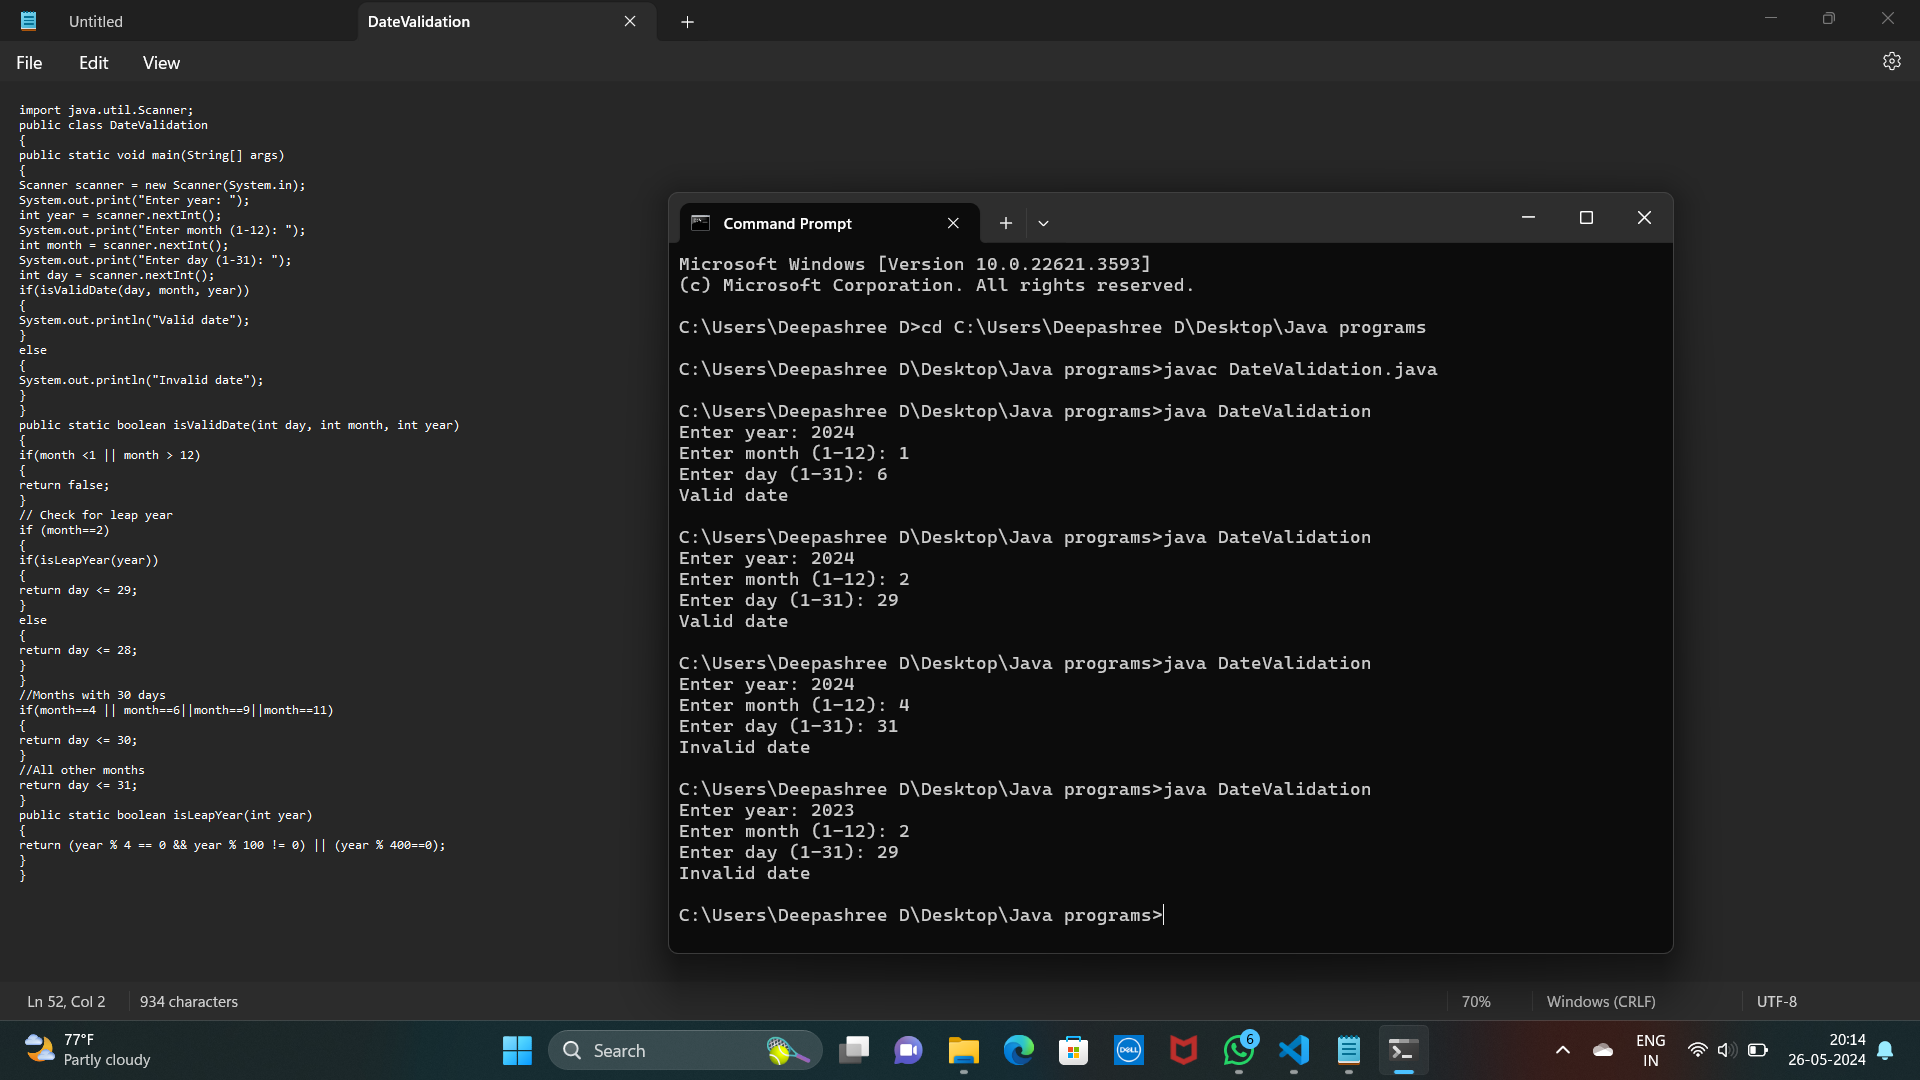 Untitled
DateValidation
File Edit View
import java.util.Scanner;
public class DateValidation
{
public static void main(String[] args)
{
Scanner scanner = new Scanner(System.in);
System.out.print("Enter year: ");
int year = scanner.nextInt();
System.out.print("Enter month (1-12): ");
int month = scanner.nextInt();
System.out.print("Enter day (1-31): ");
int day = scanner.nextInt();
if(isValidDate(day, month, year))
{
System.out.println("Valid date");
}
else
{
System.out.println("Invalid date");
}
}
public static boolean isValidDate(int day, int month, int year)
{
if(month <1 || month > 12)
{
return false;
}
// Check for leap year
if (month==2)
{
if(isLeapYear(year))
{
return day <= 29;
}
else
{
return day <= 28;
}
}
//Months with 30 days
if(month==4 || month==6||month==9||month==11)
{
return day <= 30;
}
//All other months
return day <= 31;
}
public static boolean isLeapYear(int year)
{
return (year % 4 == 0 && year % 100 != 0) || (year % 400==0);
}
}
Command Prompt
Microsoft Windows [Version 10.0.22621.3593]
(c) Microsoft Corporation. All rights reserved.
C:\Users\Deepashree D>cd C:\Users\Deepashree D\Desktop\Java programs
C:\Users\Deepashree D\Desktop\Java programs>javac DateValidation.java
C:\Users\Deepashree D\Desktop\Java programs>java DateValidation
Enter year: 2024
Enter month (1-12): 1
Enter day (1-31): 6
Valid date
C:\Users\Deepashree D\Desktop\Java programs>java DateValidation
Enter year: 2024
Enter month (1-12): 2
Enter day (1-31): 29
Valid date
C:\Users\Deepashree D\Desktop\Java programs>java DateValidation
Enter year: 2024
Enter month (1-12): 4
Enter day (1-31): 31
Invalid date
C:\Users\Deepashree D\Desktop\Java programs>java DateValidation
Enter year: 2023
Enter month (1-12): 2
Enter day (1-31): 29
Invalid date
C:\Users\Deepashree D\Desktop\Java programs>
Ln 52, Col 2 934 characters 70% Windows (CRLF) UTF-8
77°F
Partly cloudy
Search
DELL
6
ENG
IN
20:14
26-05-2024